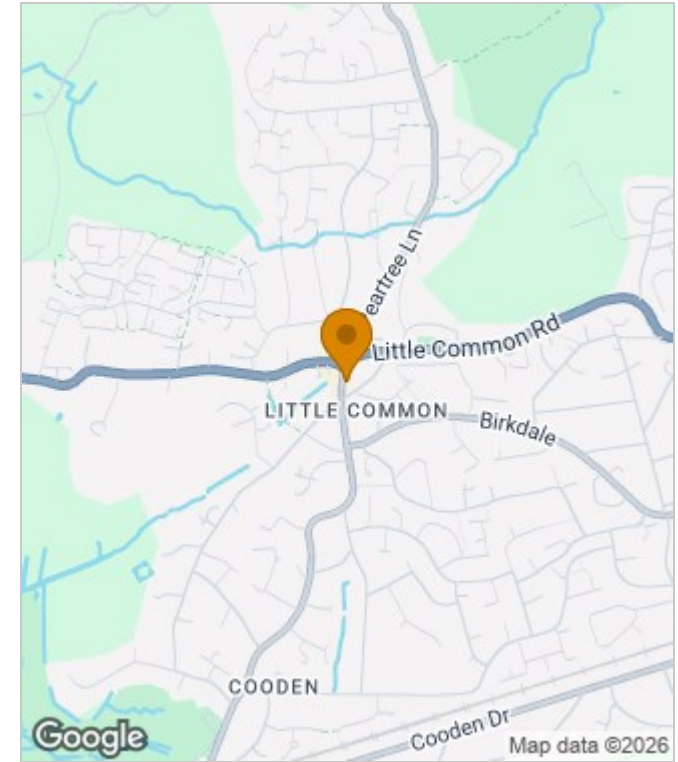 eartree Ln
Little Common Rd
LITTLE COMMON
Birkdale
COODEN
Cooden Dr
Google
Map data ©2026